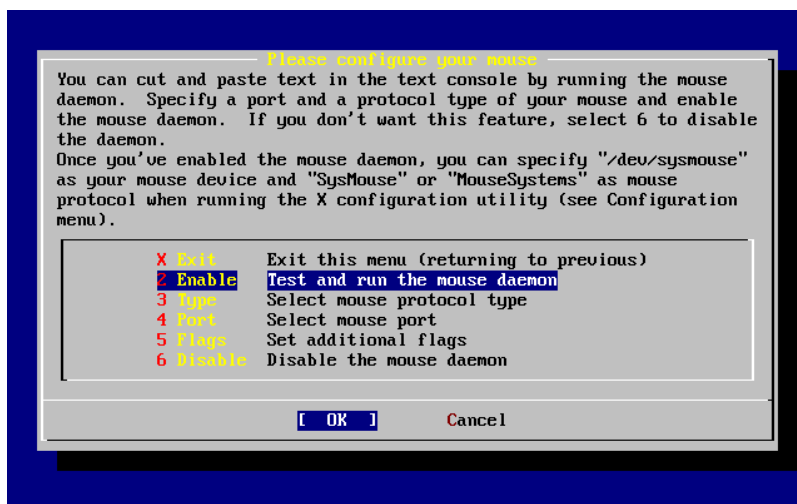 Please configure your mouse
You can cut and paste text in the text console by running the mouse
daemon.  Specify a port and a protocol type of your mouse and enable
the mouse daemon.  If you don't want this feature, select 6 to disable
the daemon.
Once you've enabled the mouse daemon, you can specify "/dev/sysmouse"
as your mouse device and "SysMouse" or "MouseSystems" as mouse
protocol when running the X configuration utility (see Configuration
menu).
X Exit     Exit this menu (returning to previous)
2 Enable   Test and run the mouse daemon
3 Type     Select mouse protocol type
4 Port     Select mouse port
5 Flags    Set additional flags
6 Disable  Disable the mouse daemon
[  OK  ]       Cancel